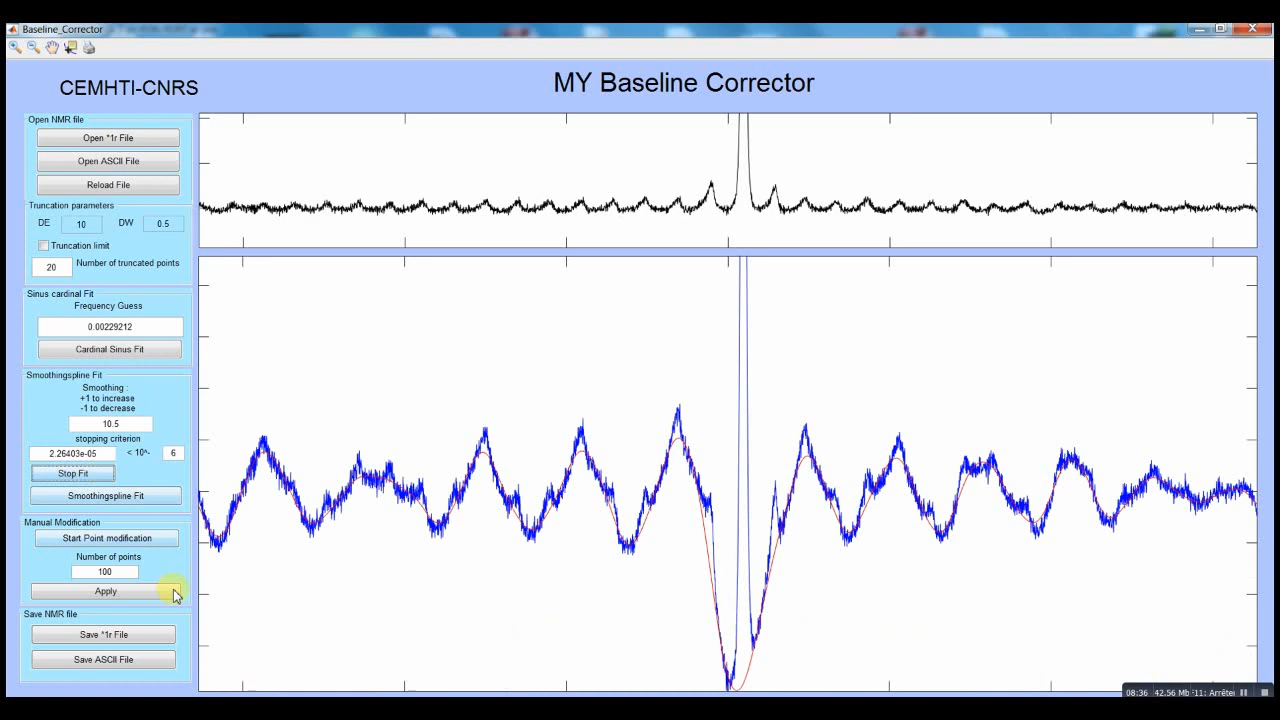 Baseline_Corrector
CEMHTI-CNRS
MY Baseline Corrector
Open NMR file
Open *1r File
Open ASCII File
Reload File
Truncation parameters
DE 10 DW 0.5
Truncation limit
20 Number of truncated points
Sinus cardinal Fit
Frequency Guess
0.00229212
Cardinal Sinus Fit
Smoothingspline Fit
Smoothing :
+1 to increase
-1 to decrease
10.5
stopping criterion
2.26403e-05 < 10^- 6
Stop Fit
Smoothingspline Fit
Manual Modification
Start Point modification
Number of points
100
Apply
Save NMR file
Save *1r File
Save ASCII File
08:36 42.56 Mb